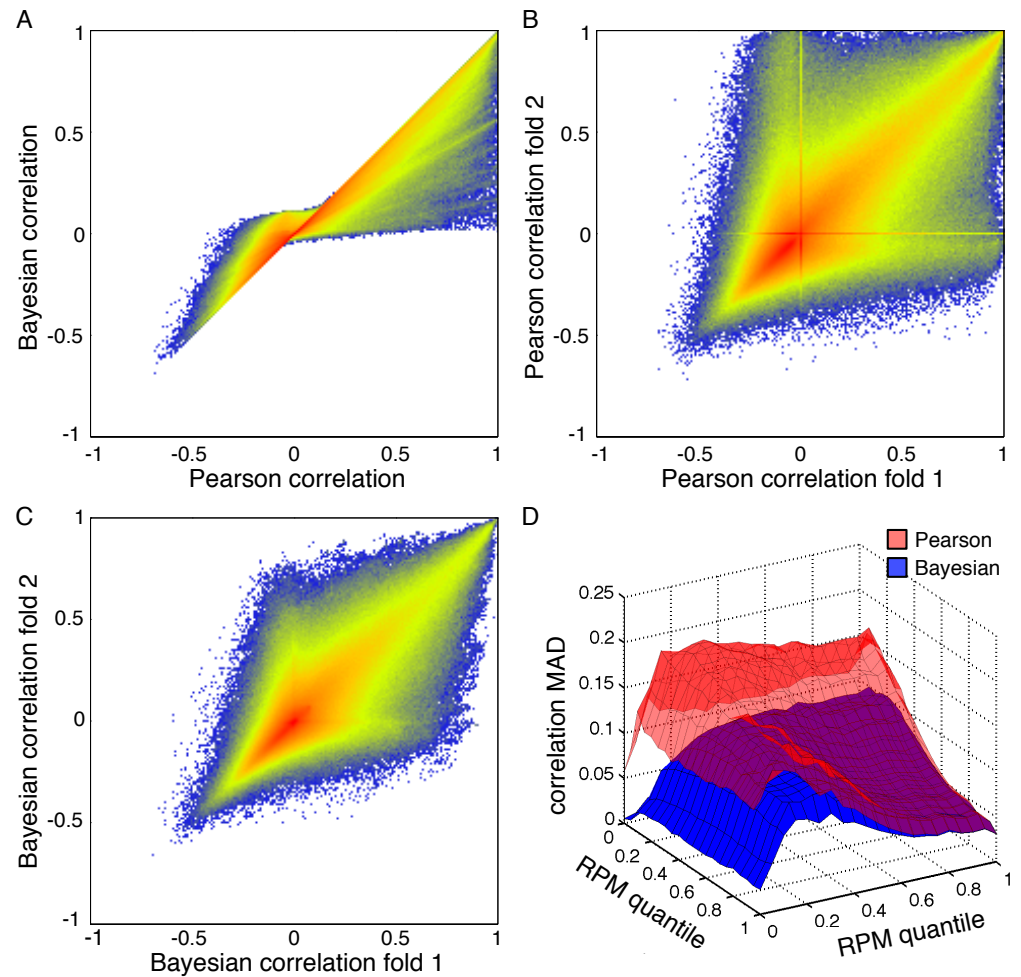 A
1
0.5
0
-0.5
-1
-1 -0.5 0 0.5 1
Bayesian correlation
Pearson correlation
B
1
0.5
0
-0.5
-1
-1 -0.5 0 0.5 1
Pearson correlation fold 2
Pearson correlation fold 1
C
1
0.5
0
-0.5
-1
-1 -0.5 0 0.5 1
Bayesian correlation fold 2
Bayesian correlation fold 1
D
Pearson
Bayesian
0.25
0.2
0.15
0.1
0.05
0
correlation MAD
0 0.2 0.4 0.6 0.8 1
RPM quantile
0 0.2 0.4 0.6 0.8 1
RPM quantile